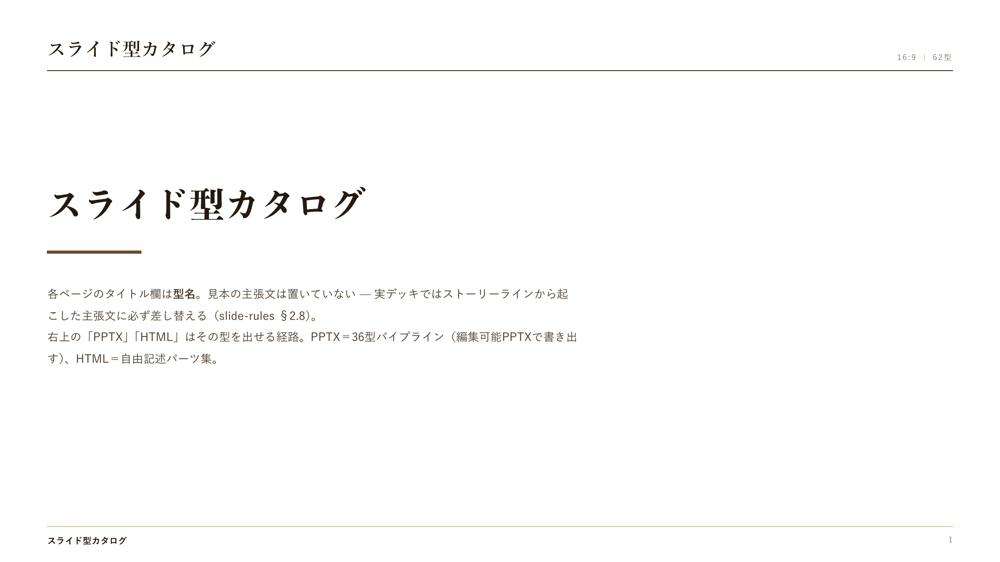 スライド型カタログ
16:9 ｜ 62型
スライド型カタログ
各ページのタイトル欄は型名。見本の主張文は置いていない — 実デッキではストーリーラインから起
こした主張文に必ず差し替える（slide-rules §2.8）。
右上の「PPTX」「HTML」はその型を出せる経路。PPTX＝36型パイプライン（編集可能PPTXで書き出
す）、HTML＝自由記述パーツ集。
スライド型カタログ
1